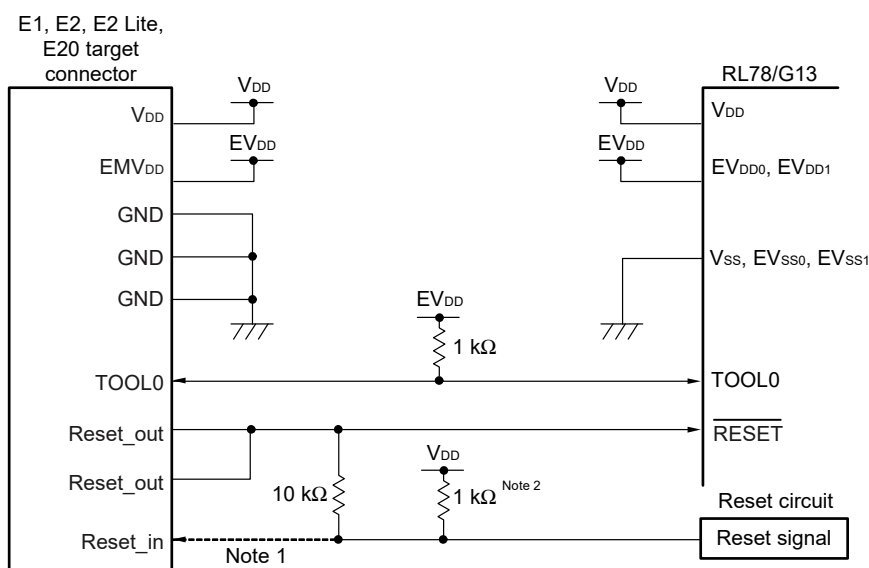 E1, E2, E2 Lite,
E20 target
connector
RL78/G13
VDD
VDD
VDD
VDD
EVDD
EVDD
EMVDD
EVDD0, EVDD1
GND
GND
VSS, EVSS0, EVSS1
GND
EVDD
1 kΩ
TOOL0
TOOL0
Reset_out
RESET
VDD
Reset_out
10 kΩ
1 kΩ Note 2
Reset circuit
Reset_in
Note 1
Reset signal